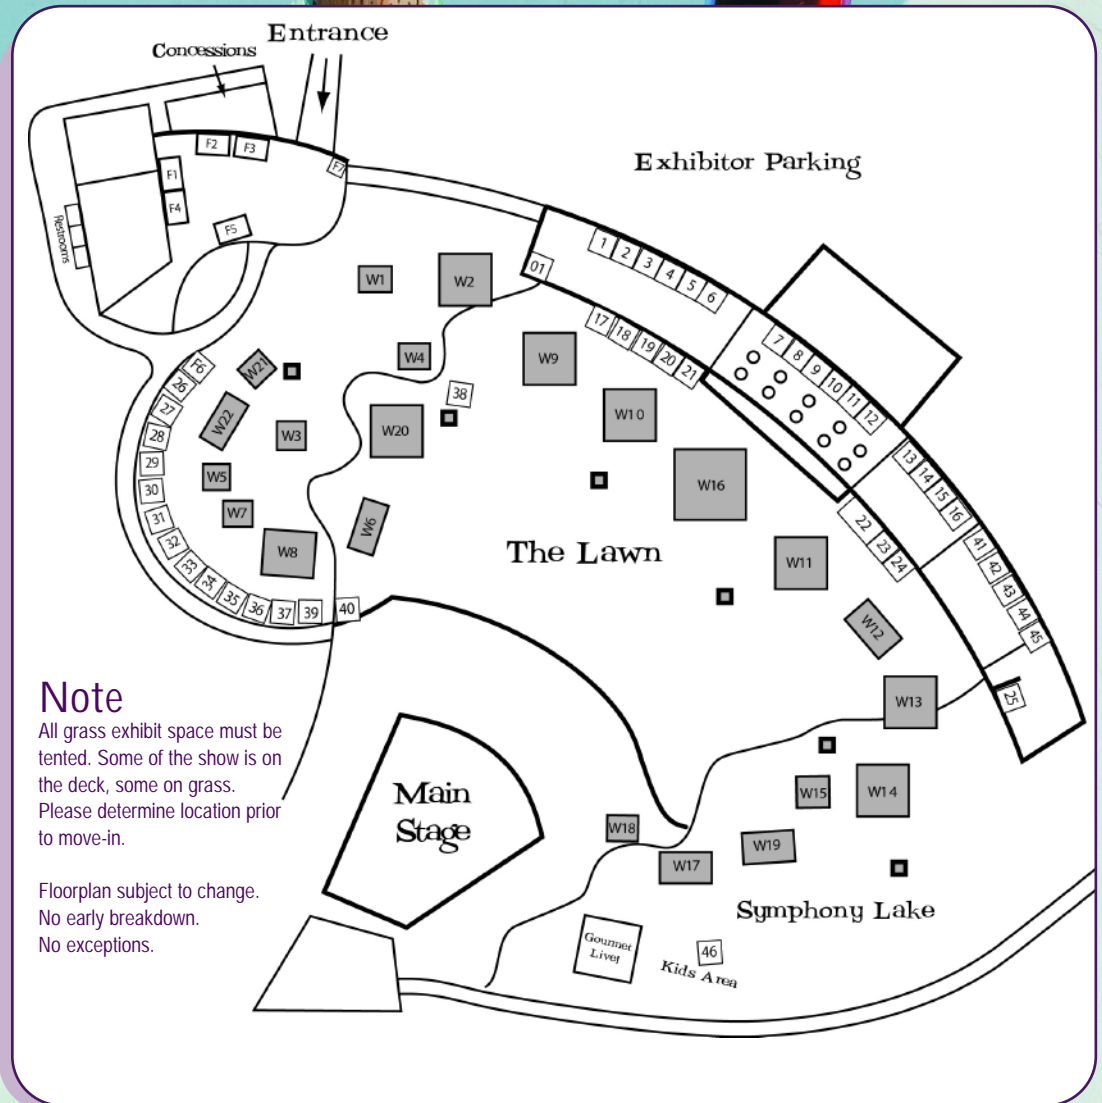 Entrance
Concessions
F2
F3
F7
F1
F4
F5
Restrooms
Exhibitor Parking
01
1
2
3
4
5
6
7
8
9
10
11
12
13
14
15
16
17
18
19
20
21
22
23
24
41
42
43
44
45
25
W1
W2
W4
W9
38
W21
W22
W3
W20
W10
W5
W7
W8
W6
W16
W11
W12
W13
F6
26
27
28
29
30
31
32
33
34
35
36
37
39
40
The Lawn
Note
All grass exhibit space must be
tented. Some of the show is on
the deck, some on grass.
Please determine location prior
to move-in.
Floorplan subject to change.
No early breakdown.
No exceptions.
Main
Stage
W15
W14
W18
W17
W19
Symphony Lake
Gourmet
Live!
46
Kids Area